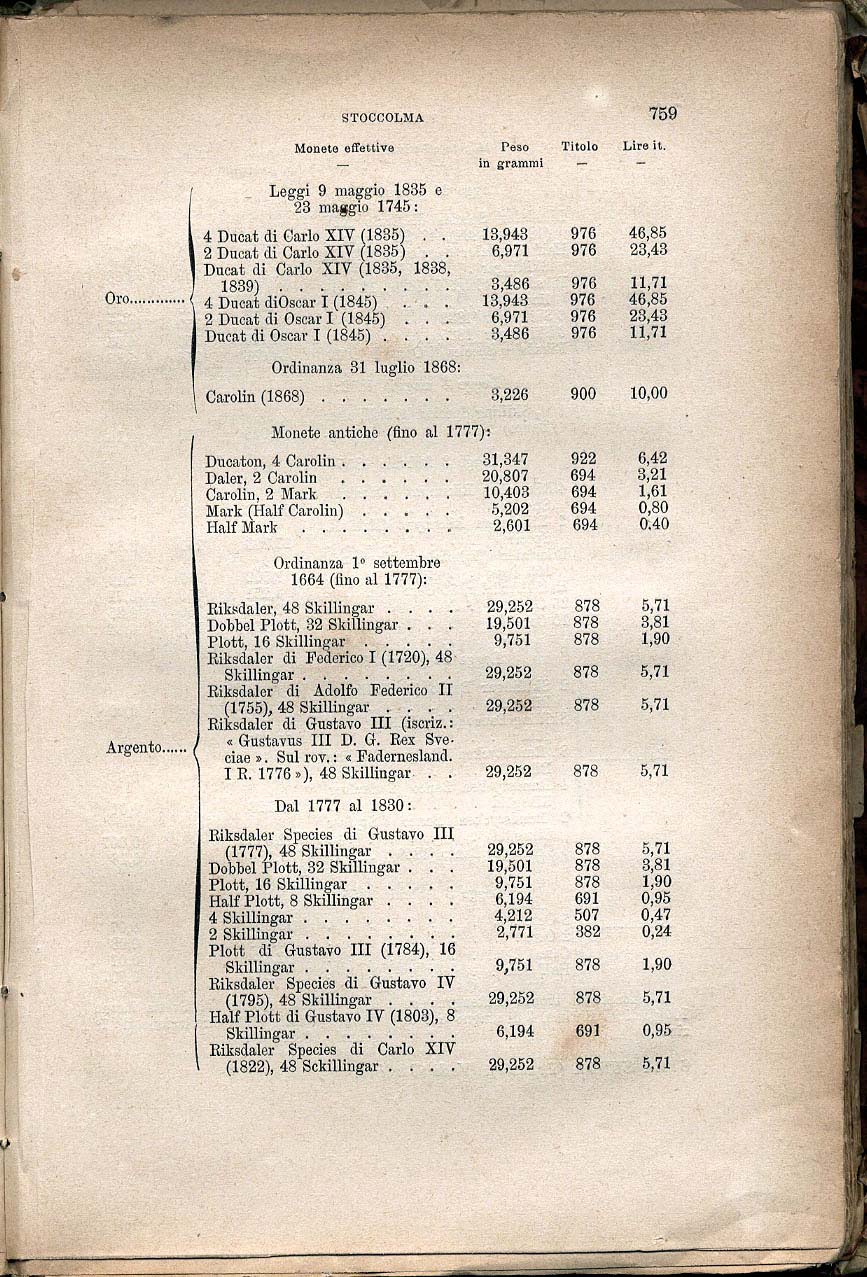 STOCCOLMA 759
Monete effettive Peso in grammi Titolo Lire it.
— — —
Leggi 9 maggio 1835 e
23 maggio 1745:
4 Ducat di Carlo XIV (1835) . . 13,943 976 46,85
2 Ducat di Carlo XIV (1835) . . 6,971 976 23,43
Ducat di Carlo XIV (1835, 1838,
1839) . . . . . . . . . 3,486 976 11,71
Oro.............
4 Ducat diOscar I (1845) . . . 13,943 976 46,85
2 Ducat di Oscar I (1845) . . . 6,971 976 23,43
Ducat di Oscar I (1845) . . . . 3,486 976 11,71
Ordinanza 31 luglio 1868:
Carolin (1868) . . . . . . . 3,226 900 10,00
Monete antiche (fino al 1777):
Ducaton, 4 Carolin . . . . . . 31,347 922 6,42
Daler, 2 Carolin . . . . . . 20,807 694 3,21
Carolin, 2 Mark . . . . . . 10,403 694 1,61
Mark (Half Carolin) . . . . . 5,202 694 0,80
Half Mark . . . . . . . . 2,601 694 0,40
Ordinanza 1º settembre
1664 (fino al 1777):
Riksdaler, 48 Skillingar . . . . 29,252 878 5,71
Dobbel Plott, 32 Skillingar . . . 19,501 878 3,81
Plott, 16 Skillingar . . . . . 9,751 878 1,90
Riksdaler di Federico I (1720), 48
Skillingar . . . . . . . . 29,252 878 5,71
Riksdaler di Adolfo Federico II
(1755), 48 Skillingar . . . . 29,252 878 5,71
Riksdaler di Gustavo III (iscriz.:
« Gustavus III D. G. Rex Sve-
Argento......
ciae ». Sul rov.: « Fadernesland.
I R. 1776 »), 48 Skillingar . . 29,252 878 5,71
Dal 1777 al 1830:
Riksdaler Species di Gustavo III
(1777), 48 Skillingar . . . . 29,252 878 5,71
Dobbel Plott, 32 Skillingar . . . 19,501 878 3,81
Plott, 16 Skillingar . . . . . 9,751 878 1,90
Half Plott, 8 Skillingar . . . . 6,194 691 0,95
4 Skillingar . . . . . . . . 4,212 507 0,47
2 Skillingar . . . . . . . . 2,771 382 0,24
Plott di Gustavo III (1784), 16
Skillingar . . . . . . . . 9,751 878 1,90
Riksdaler Species di Gustavo IV
(1795), 48 Skillingar . . . . 29,252 878 5,71
Half Plott di Gustavo IV (1803), 8
Skillingar . . . . . . . . 6,194 691 0,95
Riksdaler Species di Carlo XIV
(1822), 48 Sckillingar . . . . 29,252 878 5,71